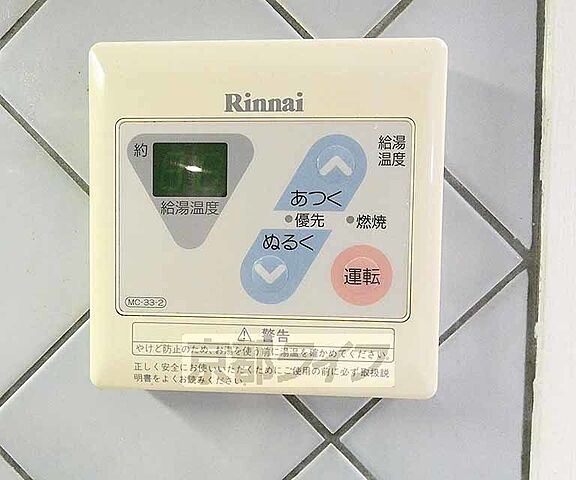 Rinnai
約
給湯温度
給湯
温度
あつく
優先
燃焼
ぬるく
運転
MC-33-2
警告
やけど防止のため、お湯を使う前に湯温を確かめてください。
正しく安全にお使いいただくためにご使用の前に必ず取扱説
明書をよくお読みください。